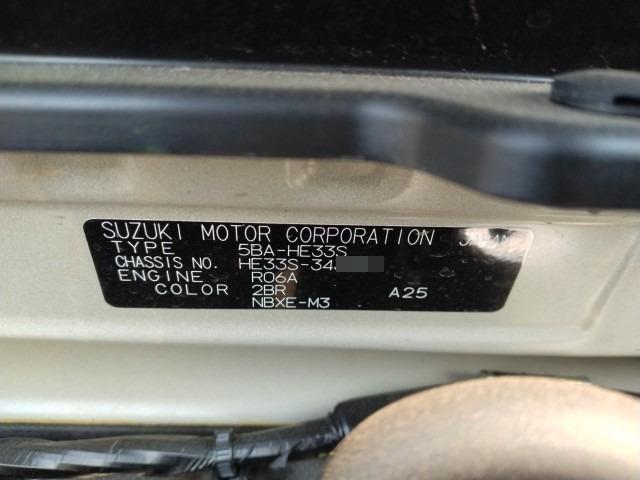 SUZUKI MOTOR CORPORATION JAPAN
TYPE 5BA-HE33S
CHASSIS NO. HE33S-34
ENGINE R06A
COLOR 2BR A25
NBXE-M3